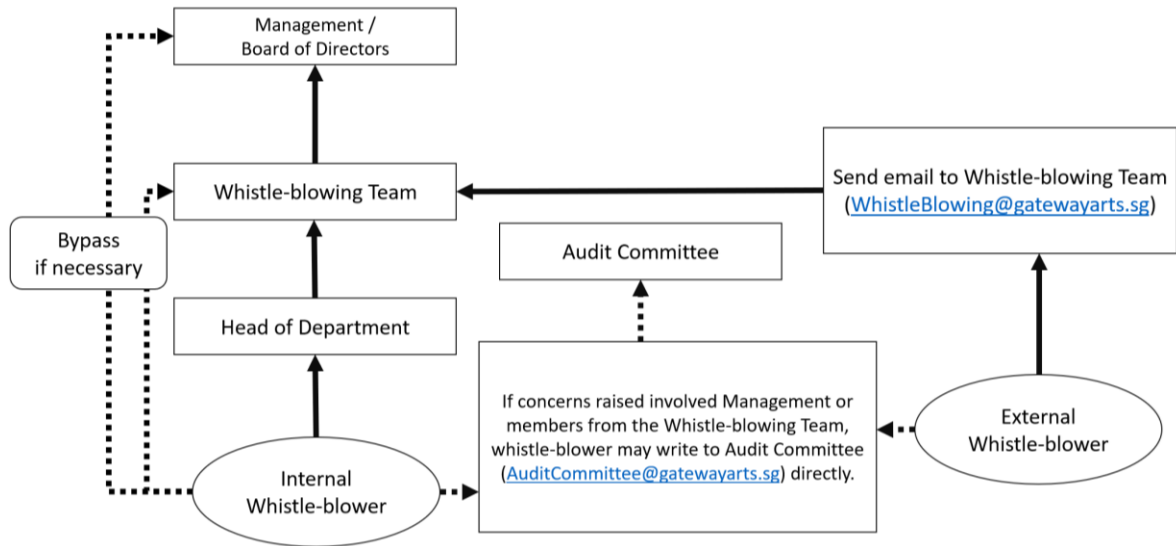 Management /
Board of Directors
Whistle-blowing Team
Send email to Whistle-blowing Team
(WhistleBlowing@gatewayarts.sg)
Bypass
if necessary
Audit Committee
Head of Department
If concerns raised involved Management or
members from the Whistle-blowing Team,
whistle-blower may write to Audit Committee
(AuditCommittee@gatewayarts.sg) directly.
External
Whistle-blower
Internal
Whistle-blower